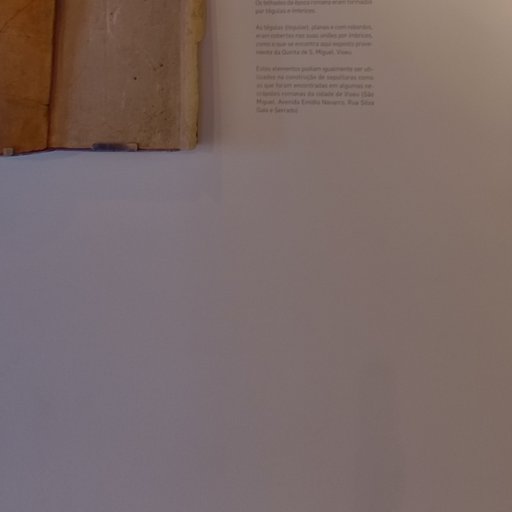 Os telhados da época romana eram formados
por tégulas e ímbrices.
As tégulas (tegulae), planas e com rebordos,
eram cobertas nas suas uniões por ímbrices,
como o que se encontra aqui exposto prove-
niente da Quinta de S. Miguel, Viseu.
Estes elementos podiam igualmente ser uti-
lizados na construção de sepulturas como
as que foram encontradas em algumas ne-
crópoles romanas da cidade de Viseu (São
Miguel, Avenida Emídio Navarro, Rua Silva
Gaio e Serrado).